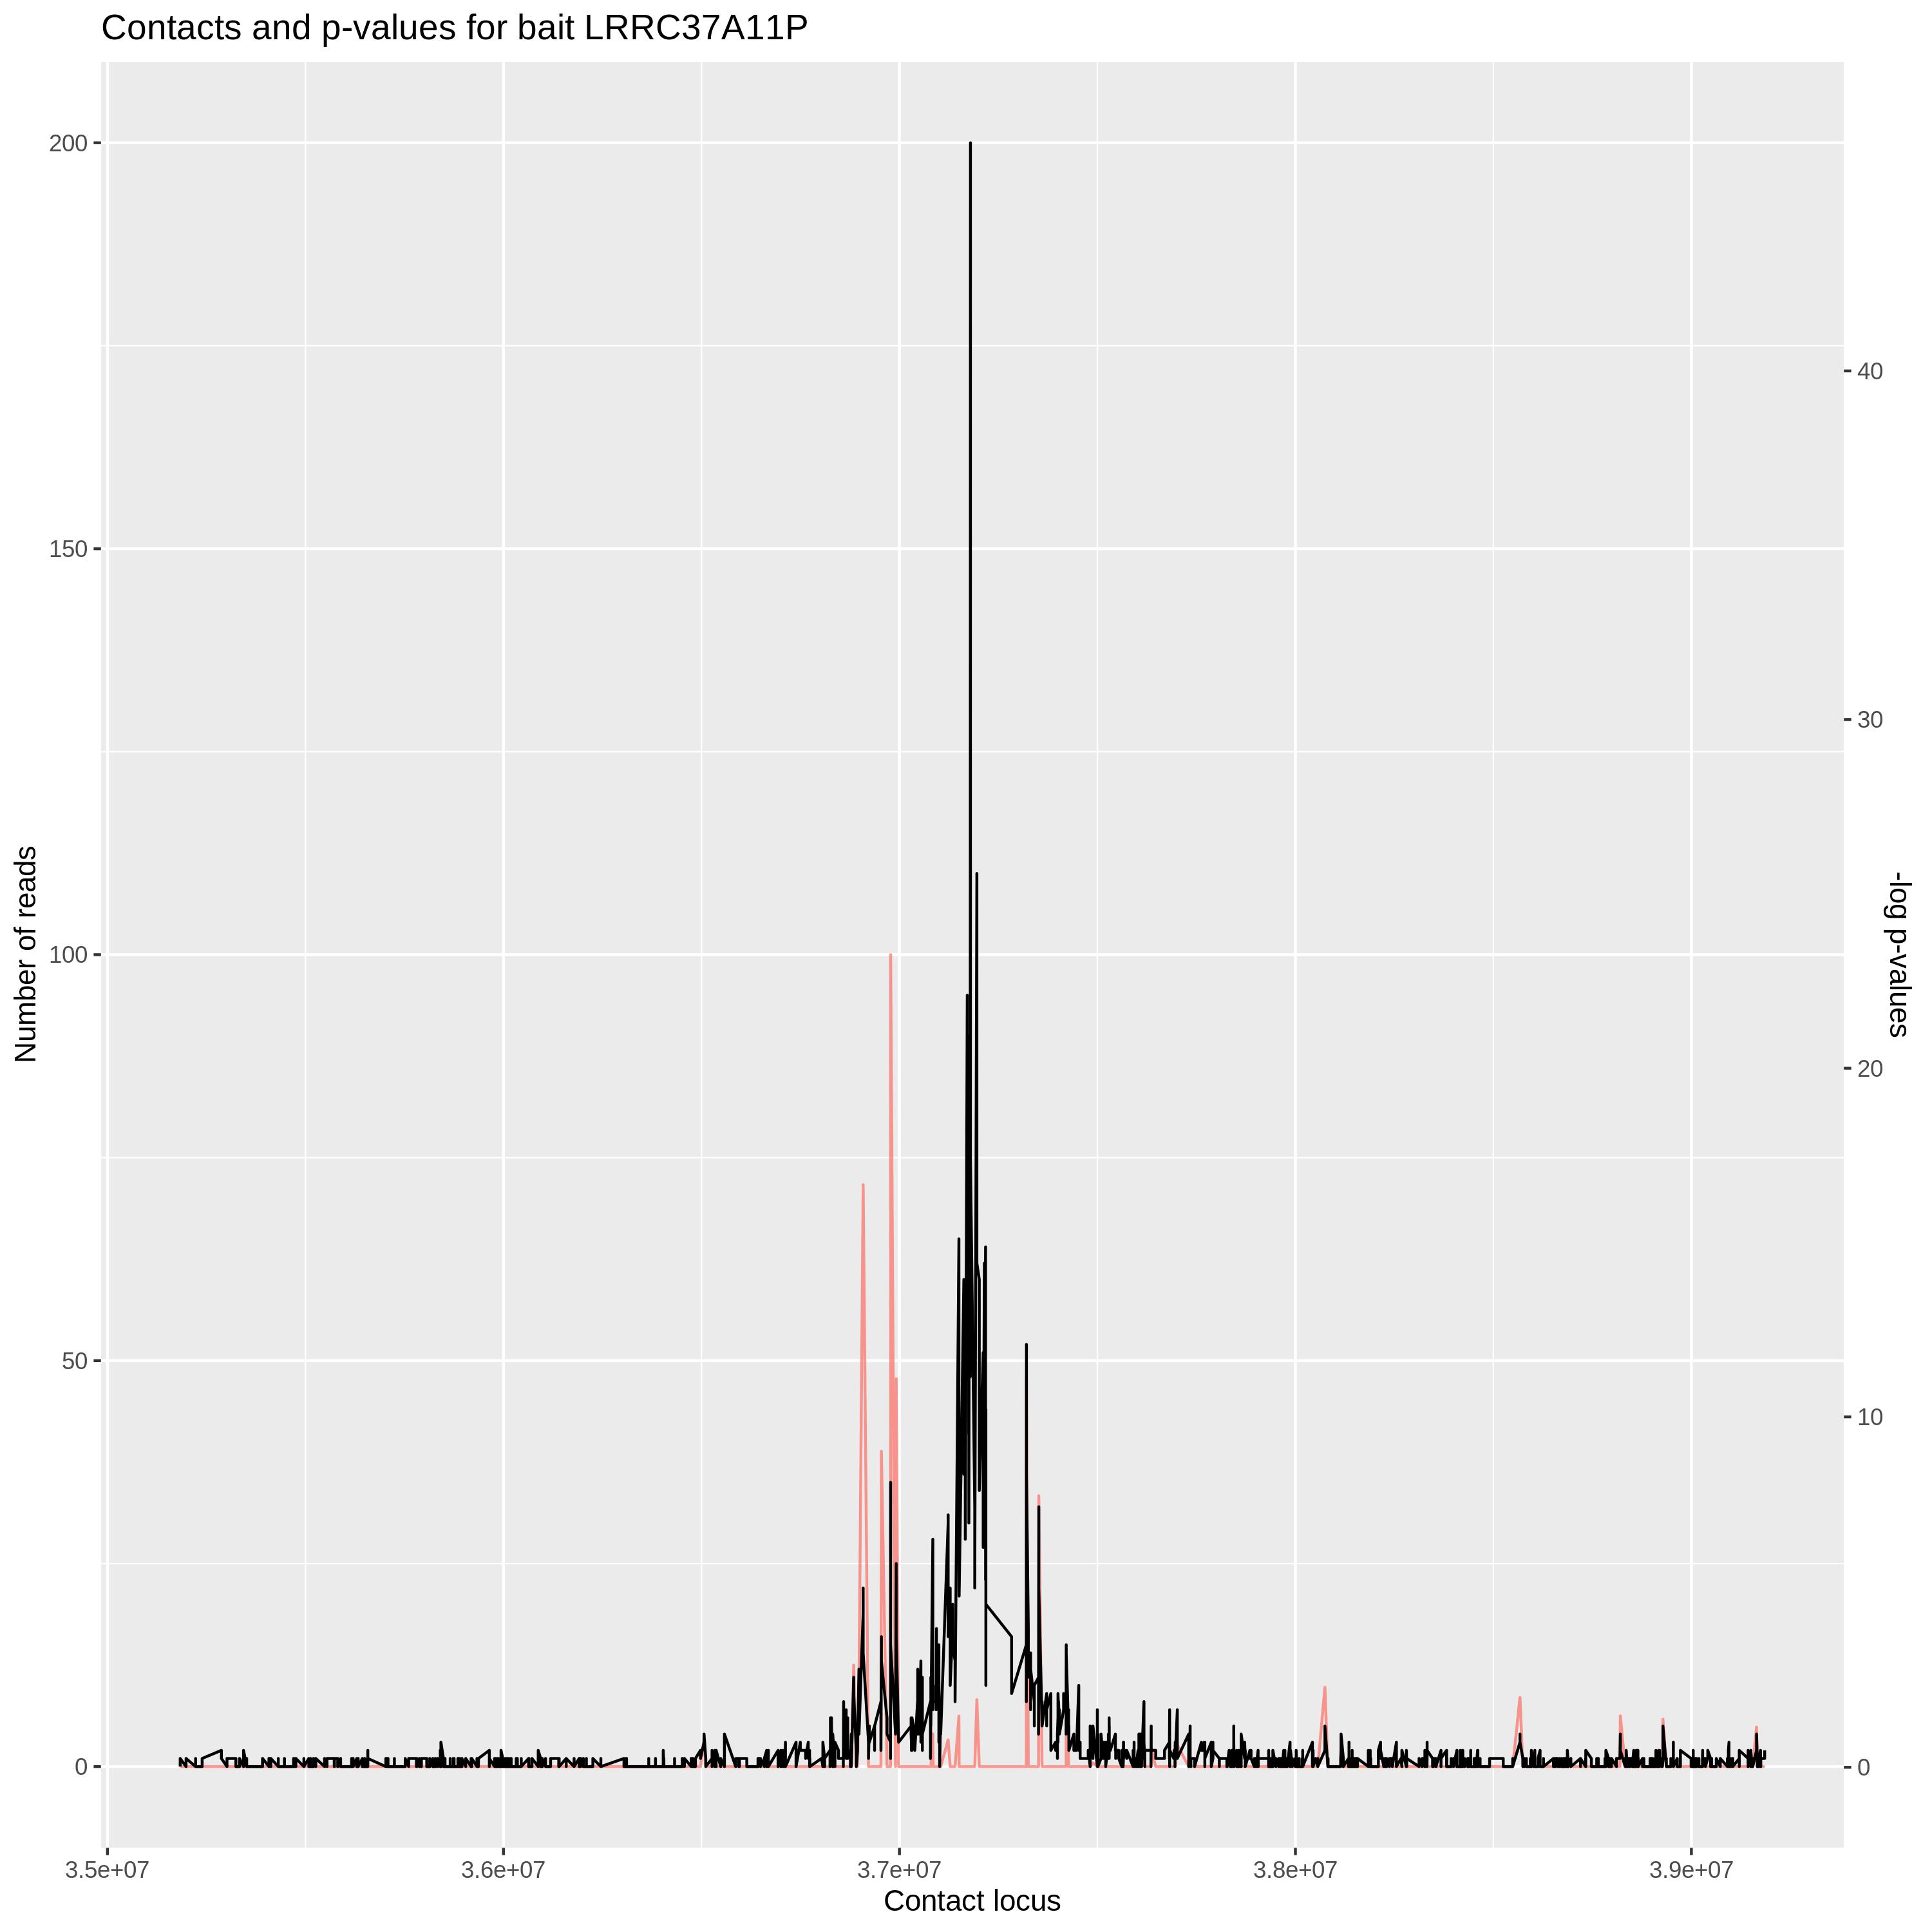 Contacts and p-values for bait LRRC37A11P
200
150
100
50
0
Number of reads
40
30
20
10
0
-log p-values
3.5e+07
3.6e+07
3.7e+07
3.8e+07
3.9e+07
Contact locus